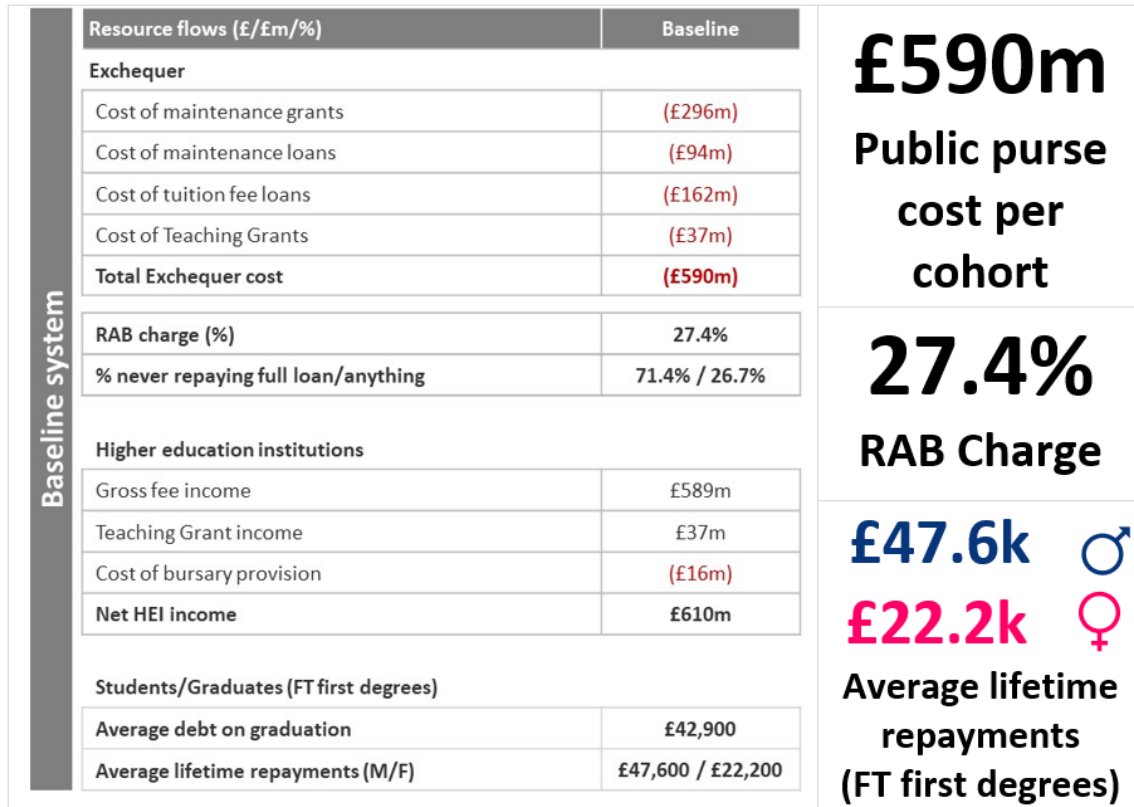 Baseline system
Resource flows (£/£m/%) Baseline
Exchequer
Cost of maintenance grants (£296m)
Cost of maintenance loans (£94m)
Cost of tuition fee loans (£162m)
Cost of Teaching Grants (£37m)
Total Exchequer cost (£590m)
RAB charge (%) 27.4%
% never repaying full loan/anything 71.4% / 26.7%
Higher education institutions
Gross fee income £589m
Teaching Grant income £37m
Cost of bursary provision (£16m)
Net HEI income £610m
Students/Graduates (FT first degrees)
Average debt on graduation £42,900
Average lifetime repayments (M/F) £47,600 / £22,200
£590m
Public purse
cost per
cohort
27.4%
RAB Charge
£47.6k ♂
£22.2k ♀
Average lifetime
repayments
(FT first degrees)